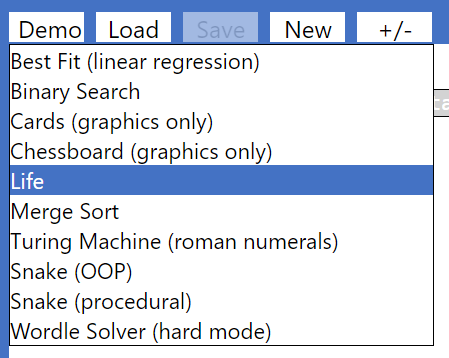 Demo Load Save New +/-
Best Fit (linear regression)
Binary Search
Cards (graphics only)
Chessboard (graphics only)
Life
Merge Sort
Turing Machine (roman numerals)
Snake (OOP)
Snake (procedural)
Wordle Solver (hard mode)